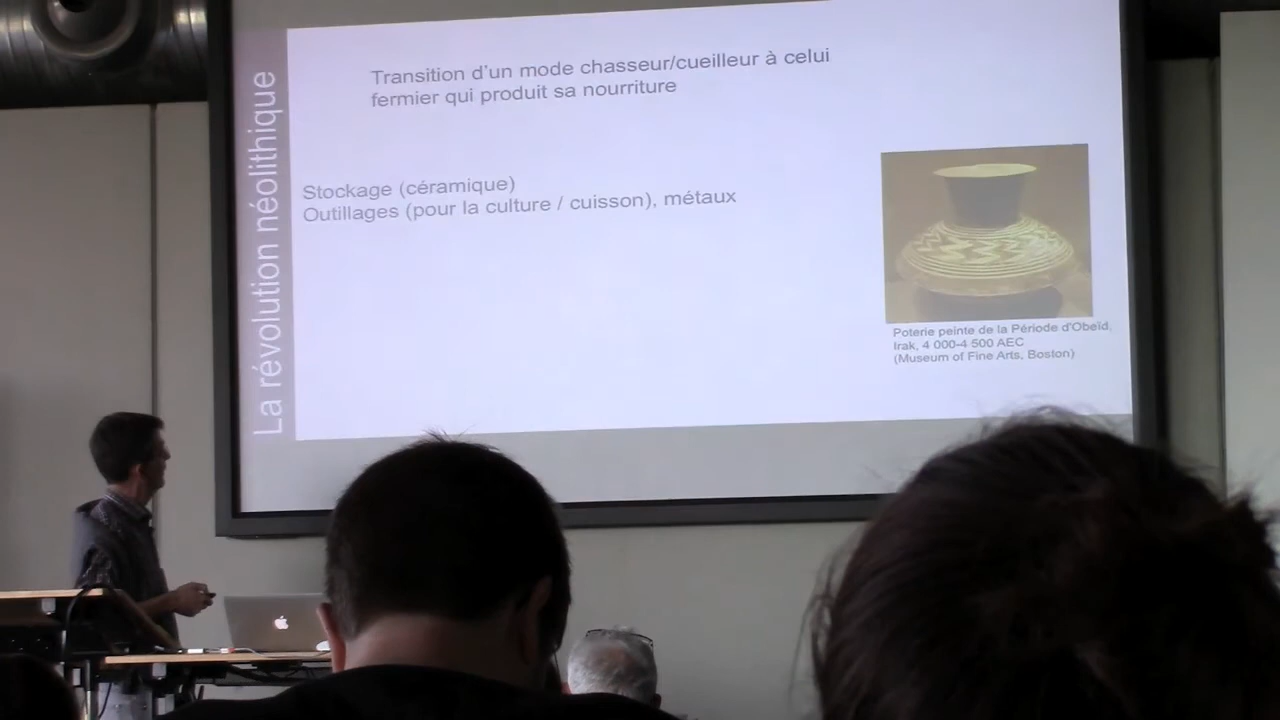 La révolution néolithique
Transition d'un mode chasseur/cueilleur à celui
fermier qui produit sa nourriture
Stockage (céramique)
Outillages (pour la culture / cuisson), métaux
Poterie peinte de la Période d'Obeïd,
Irak, 4 000-4 500 AEC
(Museum of Fine Arts, Boston)